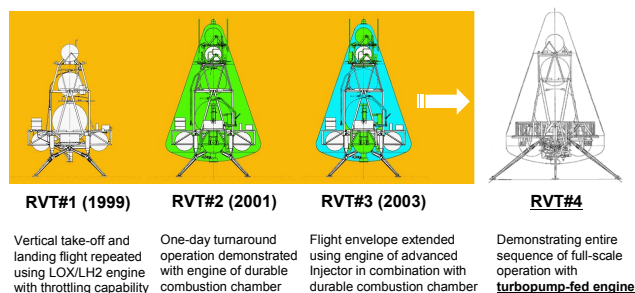 RVT#1 (1999)
RVT#2 (2001)
RVT#3 (2003)
RVT#4
Vertical take-off and
landing flight repeated
using LOX/LH2 engine
with throttling capability
One-day turnaround
operation demonstrated
with engine of durable
combustion chamber
Flight envelope extended
using engine of advanced
Injector in combination with
durable combustion chamber
Demonstrating entire
sequence of full-scale
operation with
turbopump-fed engine